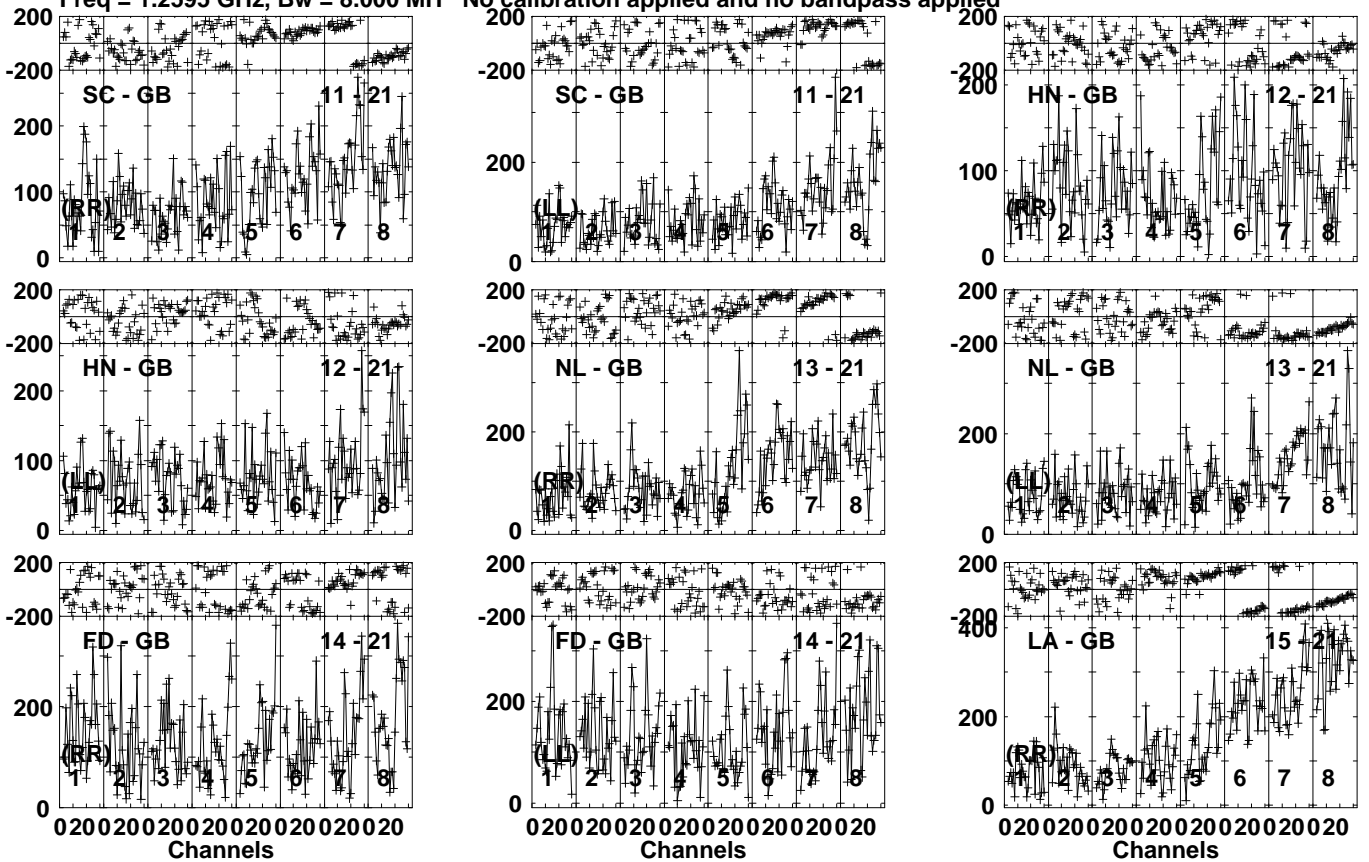 Freq = 1.2595 GHz, Bw = 8.000 MH No calibration applied and no bandpass applied
200 200 200
-200 -200 -200
SC - GB 11 - 21 SC - GB 11 - 21 HN - GB 12 - 21
200 200 200
100 100
(RR) (LL) (RR)
1 2 3 4 5 6 7 8 1 2 3 4 5 6 7 8 1 2 3 4 5 6 7 8
0 0 0
200 200 200
-200 -200 -200
HN - GB 12 - 21 NL - GB 13 - 21 NL - GB 13 - 21
200 200 200
100
(LL) (RR) (LL)
1 2 3 4 5 6 7 8 1 2 3 4 5 6 7 8 1 2 3 4 5 6 7 8
0 0 0
200 200 200
-200 -200 -200
FD - GB 14 - 21 FD - GB 14 - 21 LA - GB 15 - 21
400
200 200 200
(RR) (LL) (RR)
1 2 3 4 5 6 7 8 1 2 3 4 5 6 7 8 1 2 3 4 5 6 7 8
0 0 0
0 20 0 20 0 20 0 20 0 20 0 20 0 20 0 20 0 20 0 20 0 20 0 20 0 20 0 20 0 20 0 20 0 20 0 20 0 20 0 20 0 20 0 20 0 20 0 20
Channels Channels Channels